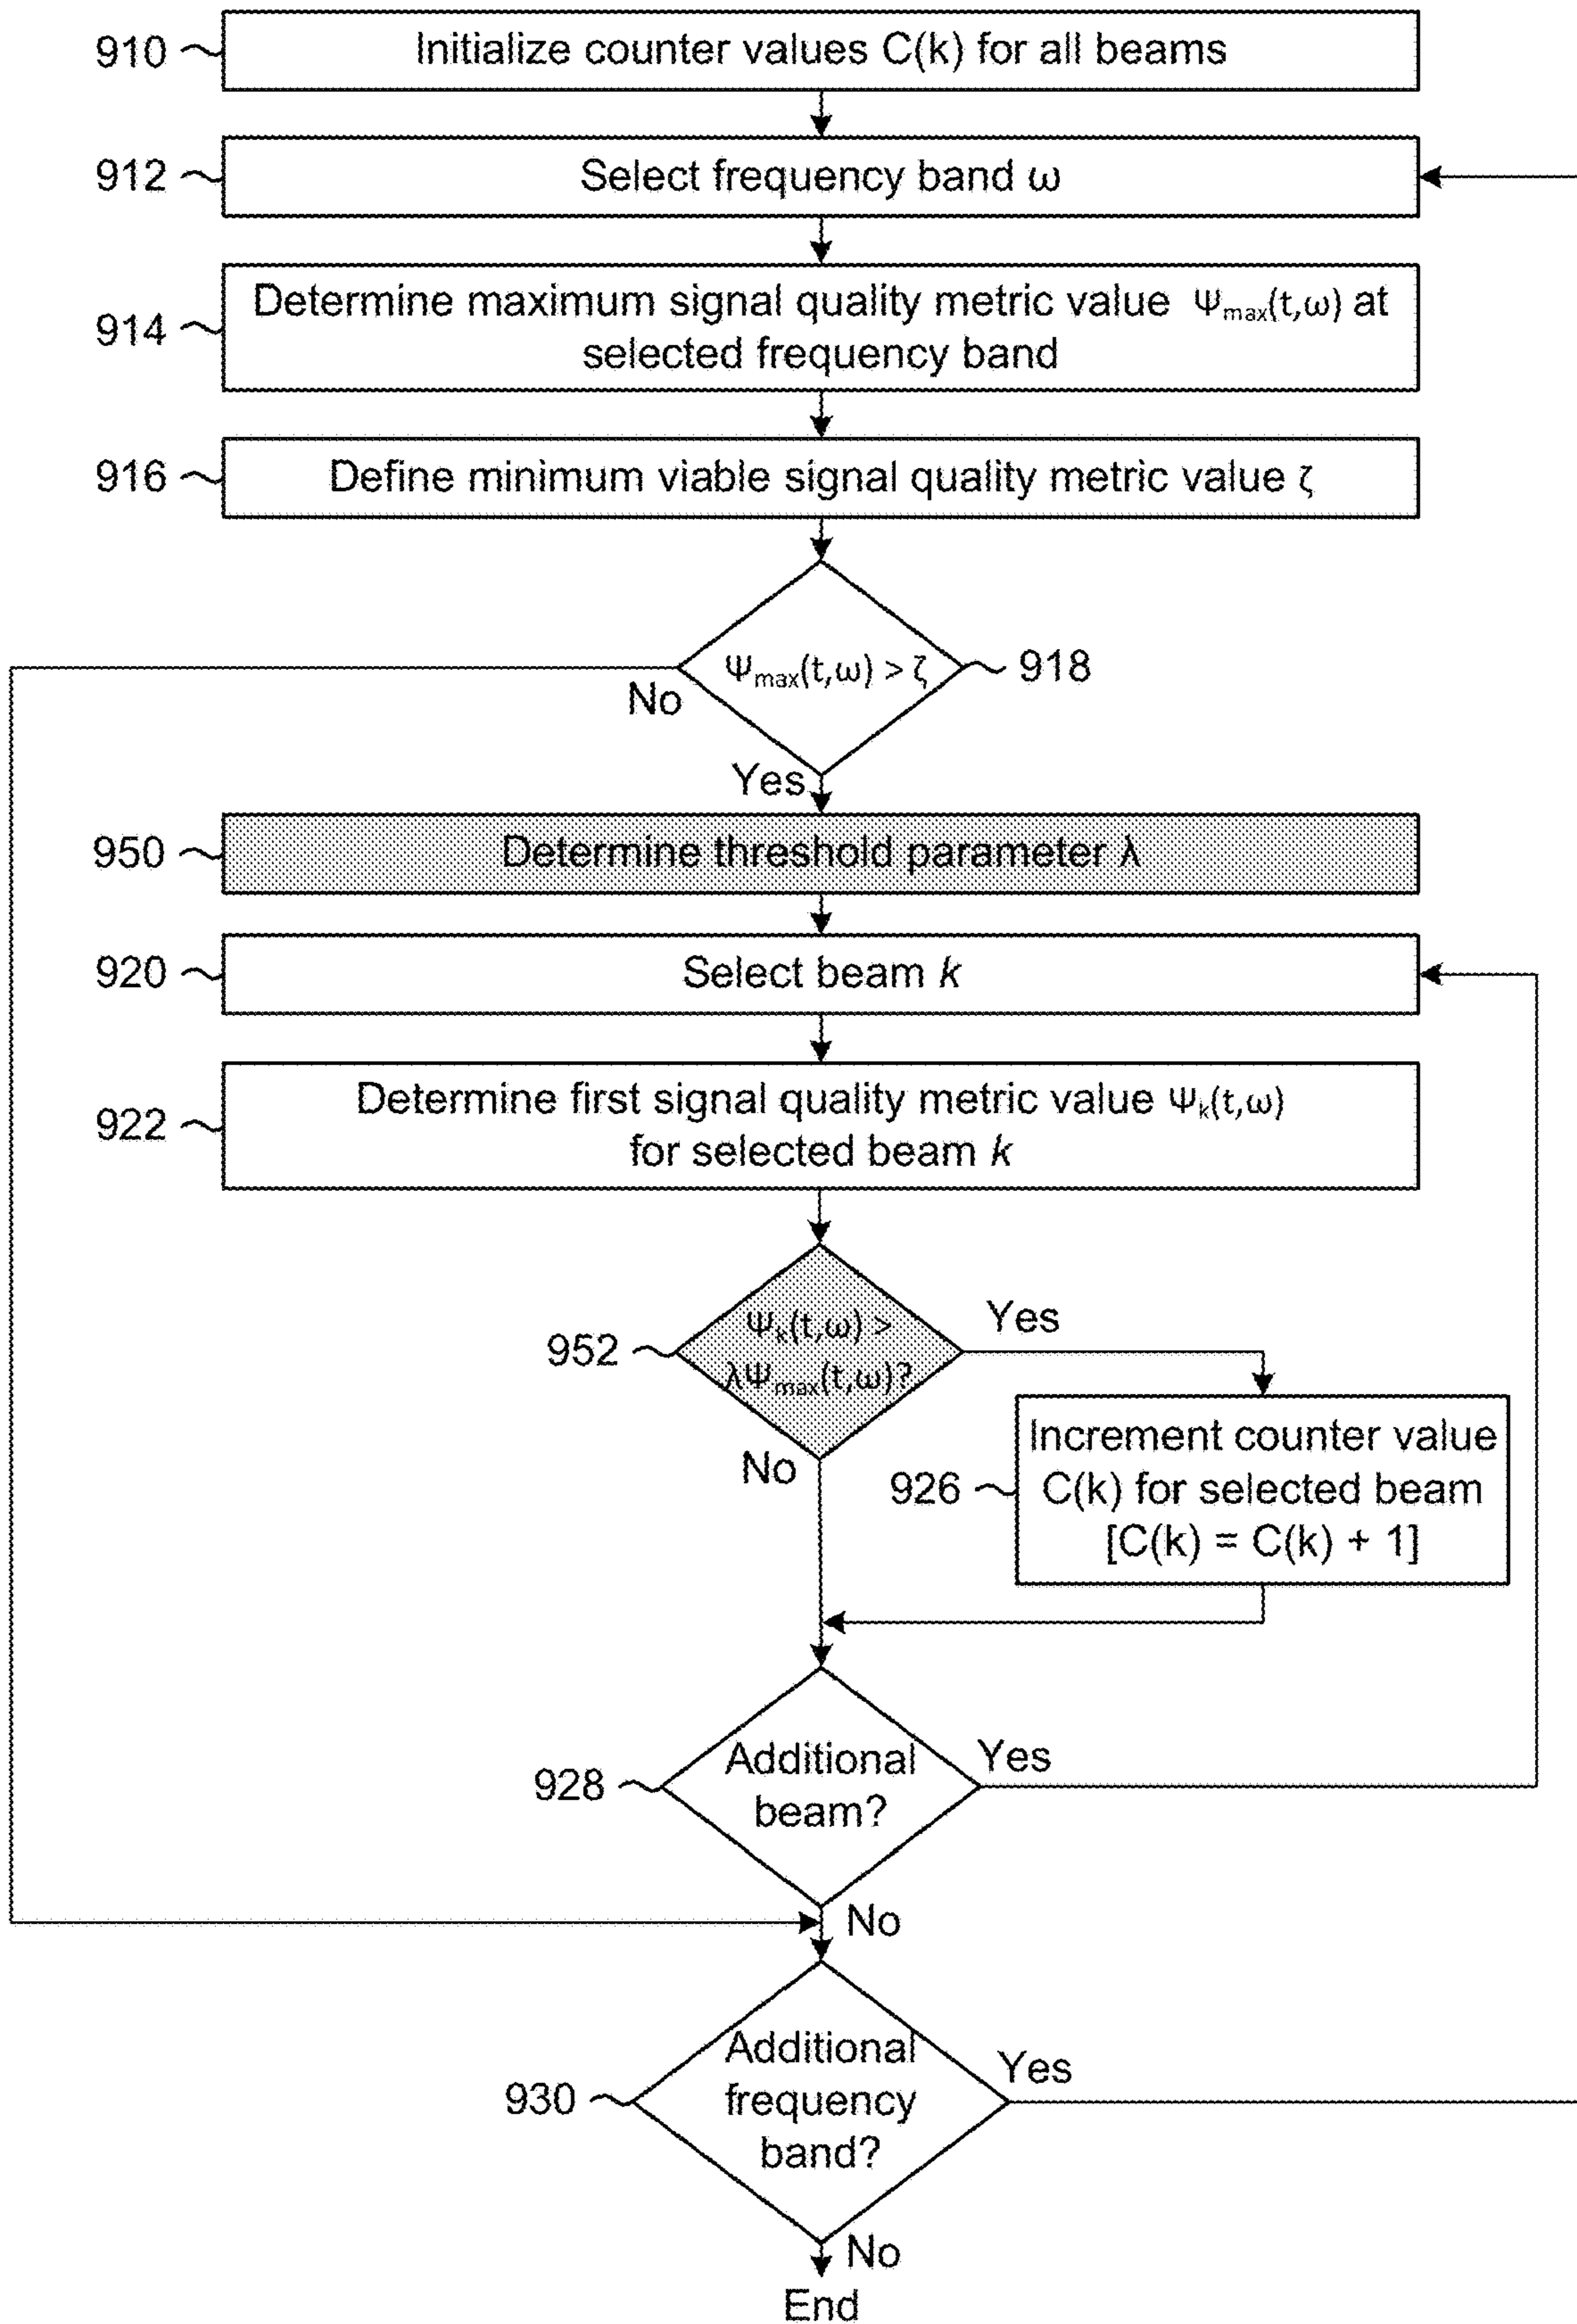 910
Initialize counter values C(k) for all beams
912
Select frequency band ω
914
Determine maximum signal quality metric value Ψmax(t,ω) at
selected frequency band
916
Define minimum viable signal quality metric value ζ
Ψmax(t,ω) > ζ
918
No
Yes
950
Determine threshold parameter λ
920
Select beam k
922
Determine first signal quality metric value Ψk(t,ω)
for selected beam k
952
Ψk(t,ω) >
λΨmax(t,ω)?
Yes
No
926
Increment counter value
C(k) for selected beam
[C(k) = C(k) + 1]
928
Additional
beam?
Yes
No
930
Additional
frequency
band?
Yes
No
End